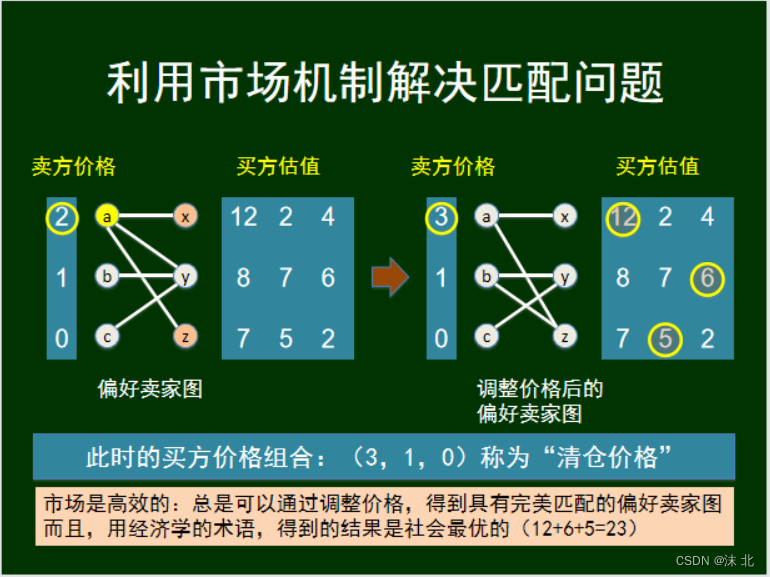 利用市场机制解决匹配问题
卖方价格 买方估值 卖方价格 买方估值
2 a x 12 2 4 3 a x 12 2 4
1 b y 8 7 6 1 b y 8 7 6
0 c z 7 5 2 0 c z 7 5 2
偏好卖家图 调整价格后的
偏好卖家图
此时的买方价格组合：（3，1，0）称为“清仓价格”
市场是高效的：总是可以通过调整价格，得到具有完美匹配的偏好卖家图
而且，用经济学的术语，得到的结果是社会最优的（12+6+5=23）
CSDN @沫 北